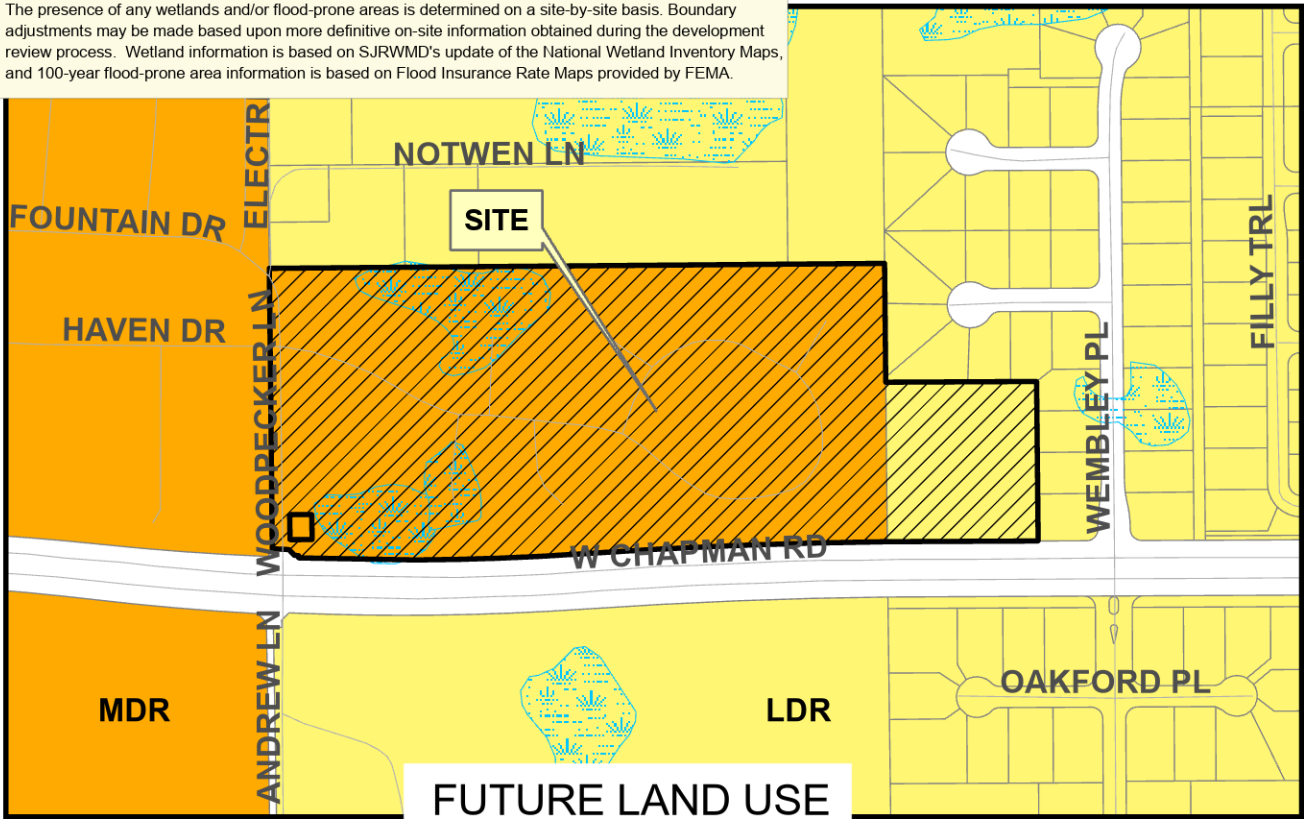 The presence of any wetlands and/or flood-prone areas is determined on a site-by-site basis. Boundary
adjustments may be made based upon more definitive on-site information obtained during the development
review process. Wetland information is based on SJRWMD's update of the National Wetland Inventory Maps,
and 100-year flood-prone area information is based on Flood Insurance Rate Maps provided by FEMA.
ELECTR
NOTWEN LN
FOUNTAIN DR
SITE
FILLY TRL
HAVEN DR
WOODPECKER LN
WEMBLEY PL
W CHAPMAN RD
ANDREW LN
OAKFORD PL
MDR
LDR
FUTURE LAND USE